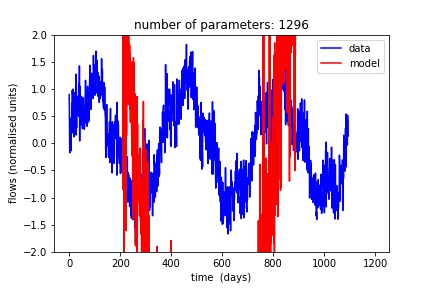 number of parameters: 1296
data
model
2.0
1.5
1.0
0.5
0.0
−0.5
−1.0
−1.5
−2.0
flows (normalised units)
0 200 400 600 800 1000 1200
time (days)